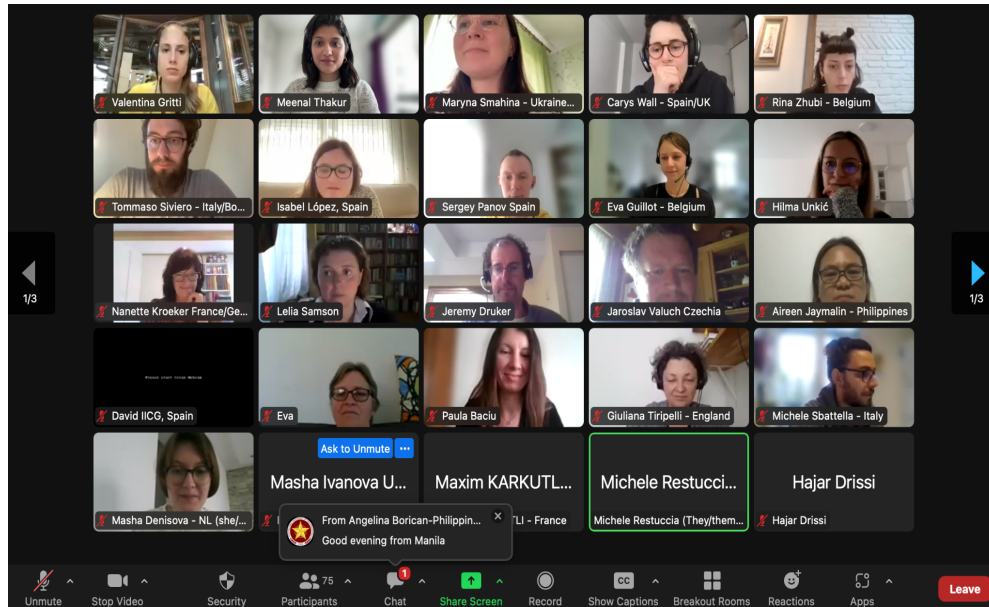 Valentina Gritti
Meenal Thakur
Maryna Smahina - Ukraine...
Carys Wall - Spain/UK
Rina Zhubi - Belgium
Tommaso Siviero - Italy/Bo...
Isabel López, Spain
Sergey Panov Spain
Eva Guillot - Belgium
Hilma Unkić
1/3
1/3
Nanette Kroeker France/Ge...
Lelia Samson
Jeremy Druker
Jaroslav Valuch Czechia
Aireen Jaymalin - Philippines
David IICG, Spain
Eva
Paula Baciu
Giuliana Tiripelli - England
Michele Sbattella - Italy
Ask to Unmute ...
Masha Ivanova U...
Maxim KARKUTL...
Michele Restucci...
Hajar Drissi
Masha Denisova - NL (she/...
TLI - France
Michele Restuccia (They/them...
Hajar Drissi
From Angelina Borican-Philippin...
Good evening from Manila
75
1
CC
Unmute
Stop Video
Security
Participants
Chat
Share Screen
Record
Show Captions
Breakout Rooms
Reactions
Apps
Leave